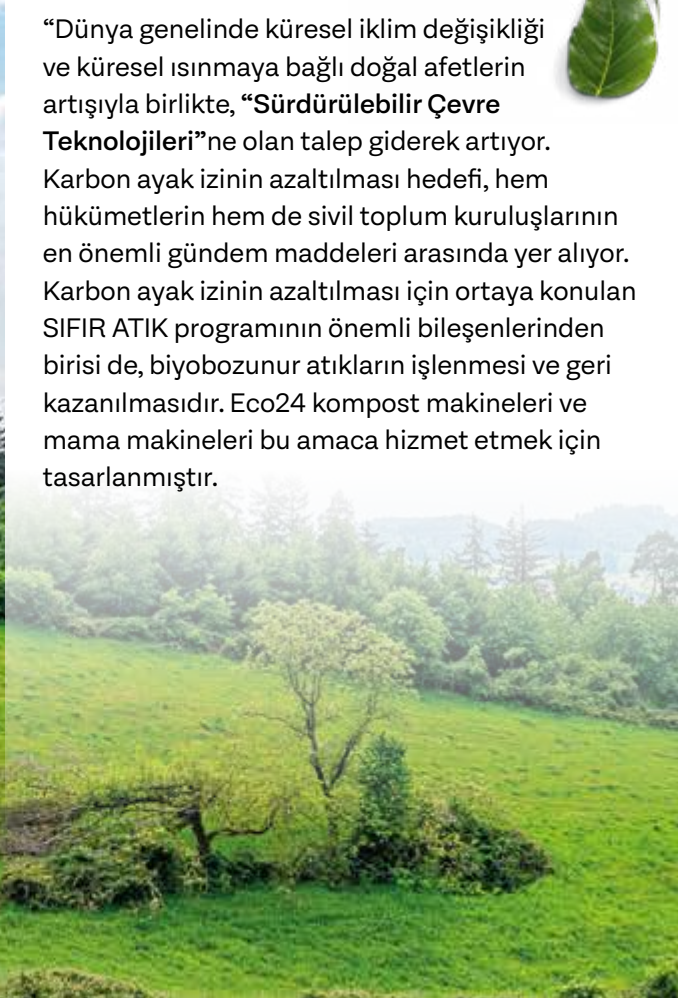 “Dünya genelinde küresel iklim değişikliği
ve küresel ısınmaya bağlı doğal afetlerin
artışıyla birlikte, “Sürdürülebilir Çevre
Teknolojileri”ne olan talep giderek artıyor.
Karbon ayak izinin azaltılması hedefi, hem
hükümetlerin hem de sivil toplum kuruluşlarının
en önemli gündem maddeleri arasında yer alıyor.
Karbon ayak izinin azaltılması için ortaya konulan
SIFIR ATIK programının önemli bileşenlerinden
birisi de, biyobozunur atıkların işlenmesi ve geri
kazanılmasıdır. Eco24 kompost makineleri ve
mama makineleri bu amaca hizmet etmek için
tasarlanmıştır.